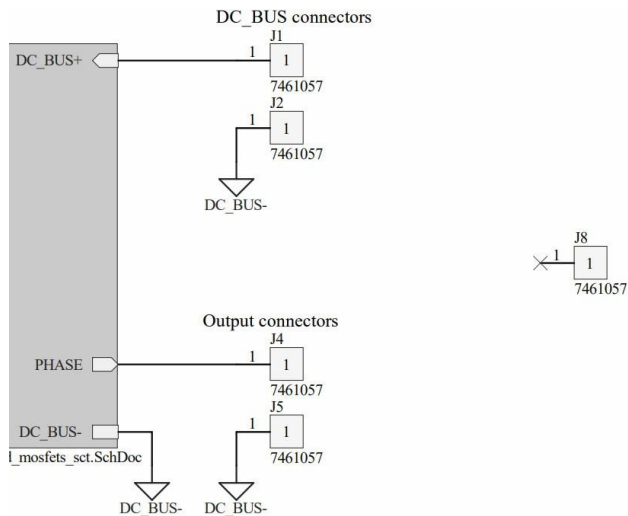 DC_BUS connectors
J1
DC_BUS+
1
1
7461057
J2
1
1
7461057
DC_BUS-
J8
1
1
7461057
Output connectors
J4
PHASE
1
1
7461057
J5
1
1
DC_BUS-
7461057
d_mosfets_sct.SchDoc
DC_BUS-
DC_BUS-